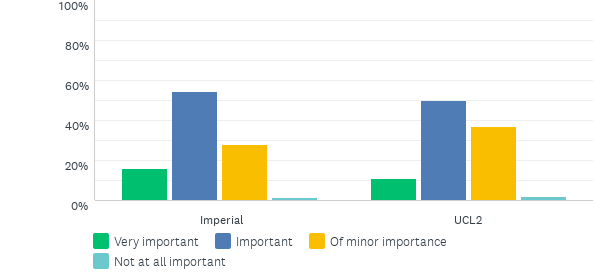 100%
80%
60%
40%
20%
0%
Imperial UCL2
Very important Important Of minor importance
Not at all important